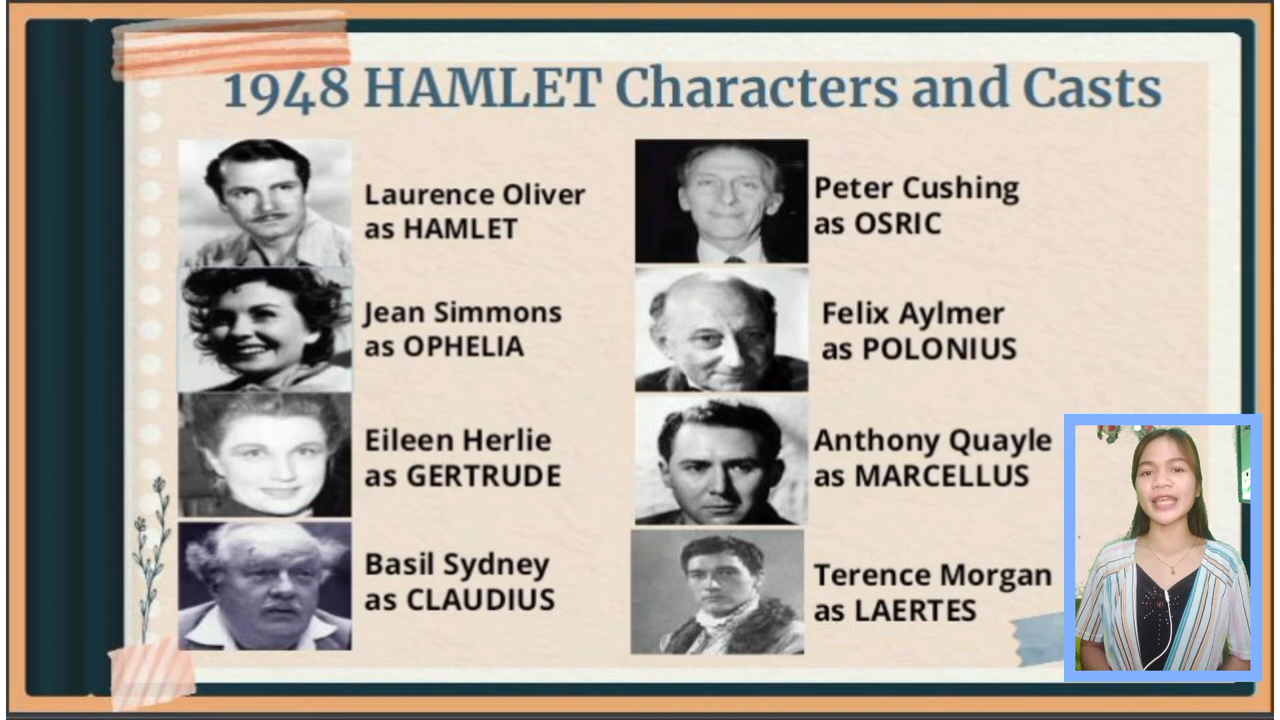 1948 HAMLET Characters and Casts
Laurence Oliver
as HAMLET
Jean Simmons
as OPHELIA
Eileen Herlie
as GERTRUDE
Basil Sydney
as CLAUDIUS
Peter Cushing
as OSRIC
Felix Aylmer
as POLONIUS
Anthony Quayle
as MARCELLUS
Terence Morgan
as LAERTES